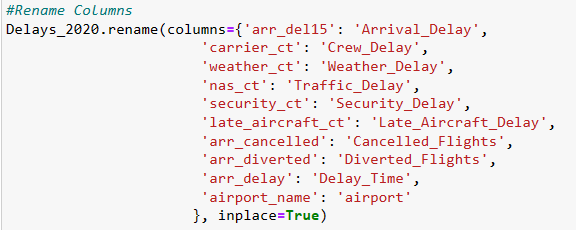 #Rename Columns
Delays_2020.rename(columns={'arr_del15': 'Arrival_Delay',
                        'carrier_ct': 'Crew_Delay',
                        'weather_ct': 'Weather_Delay',
                        'nas_ct': 'Traffic_Delay',
                        'security_ct': 'Security_Delay',
                        'late_aircraft_ct': 'Late_Aircraft_Delay',
                        'arr_cancelled': 'Cancelled_Flights',
                        'arr_diverted': 'Diverted_Flights',
                        'arr_delay': 'Delay_Time',
                        'airport_name': 'airport'
                       }, inplace=True)